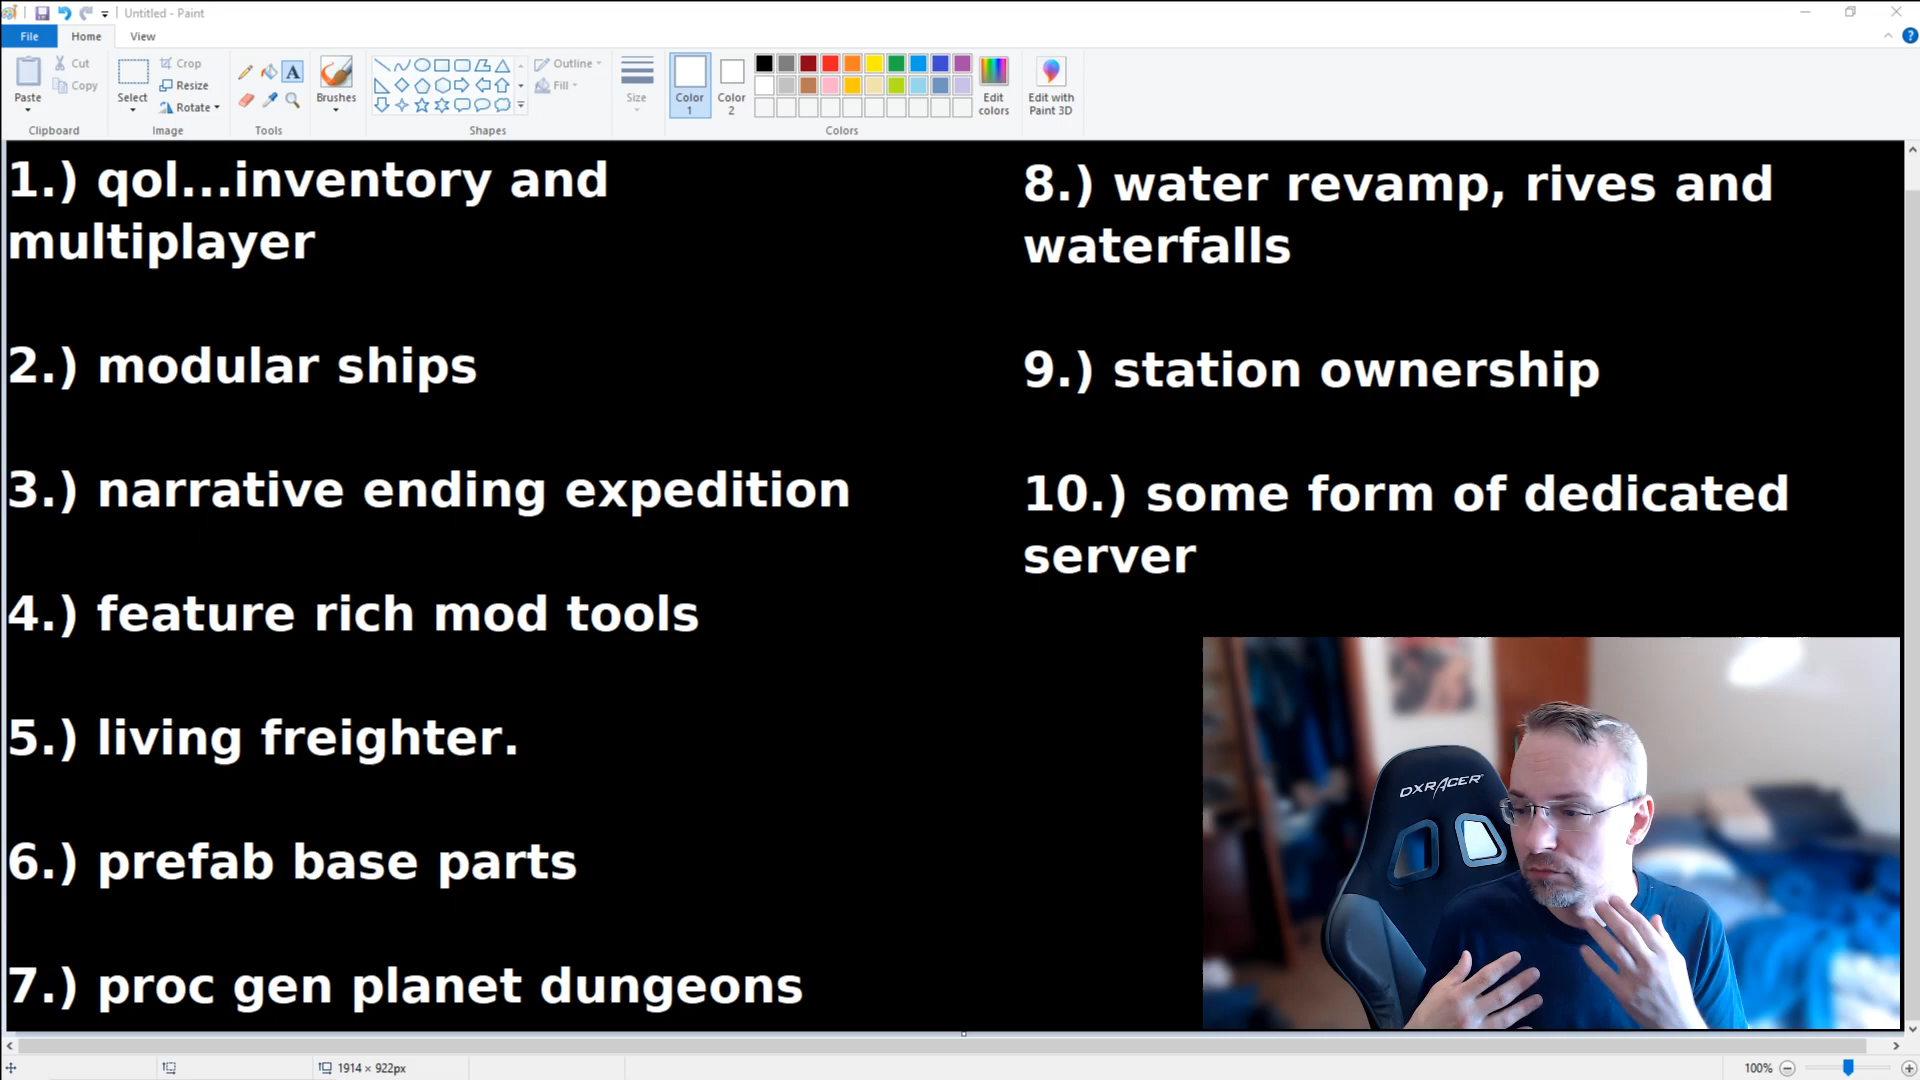 Untitled - Paint
File
Home
View
Paste
Cut
Copy
Clipboard
Select
Crop
Resize
Rotate
Image
A
Tools
Brushes
Shapes
Outline
Fill
Size
Color
1
Color
2
Edit
colors
Edit with
Paint 3D
Colors
?
1.) qol...inventory and
multiplayer
2.) modular ships
3.) narrative ending expedition
4.) feature rich mod tools
5.) living freighter.
6.) prefab base parts
7.) proc gen planet dungeons
8.) water revamp, rives and
waterfalls
9.) station ownership
10.) some form of dedicated
server
DXRACER
1914 × 922px
100%